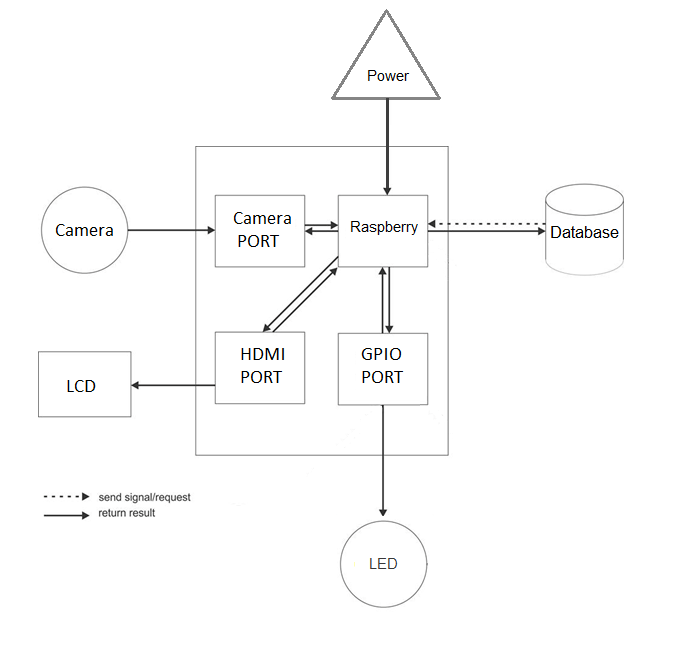 Power
Camera
PORT
Raspberry
Camera
Database
HDMI
PORT
GPIO
PORT
LCD
send signal/request
return result
LED